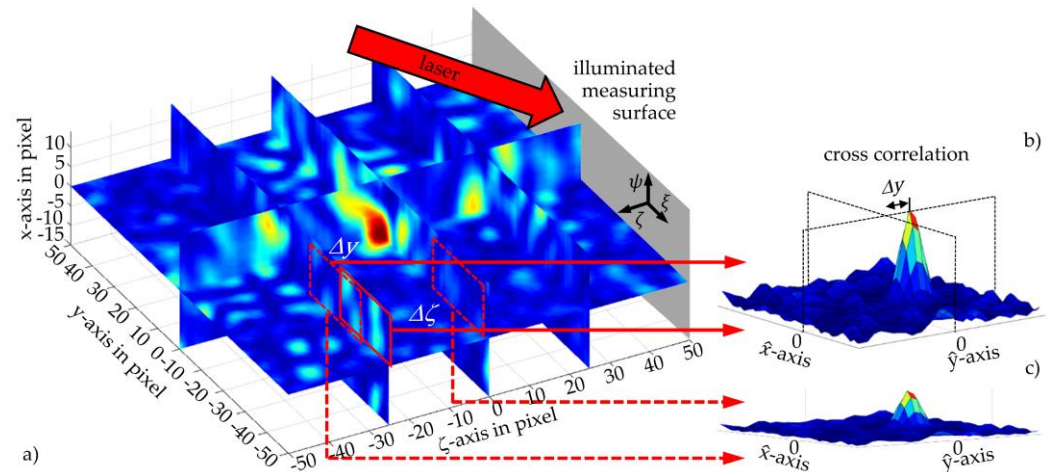 laser
illuminated
measuring
surface
ψ
ξ
ζ
x-axis in pixel
10
5
0
-5
-10
-15
y-axis in pixel
50
40
30
20
10
0
-10
-20
-30
-40
-50
ζ-axis in pixel
-50
-40
-30
-20
-10
0
10
20
30
40
50
Δy
Δζ
a)
b)
cross correlation
Δy
0
x̂-axis
0
ŷ-axis
c)
0
x̂-axis
0
ŷ-axis